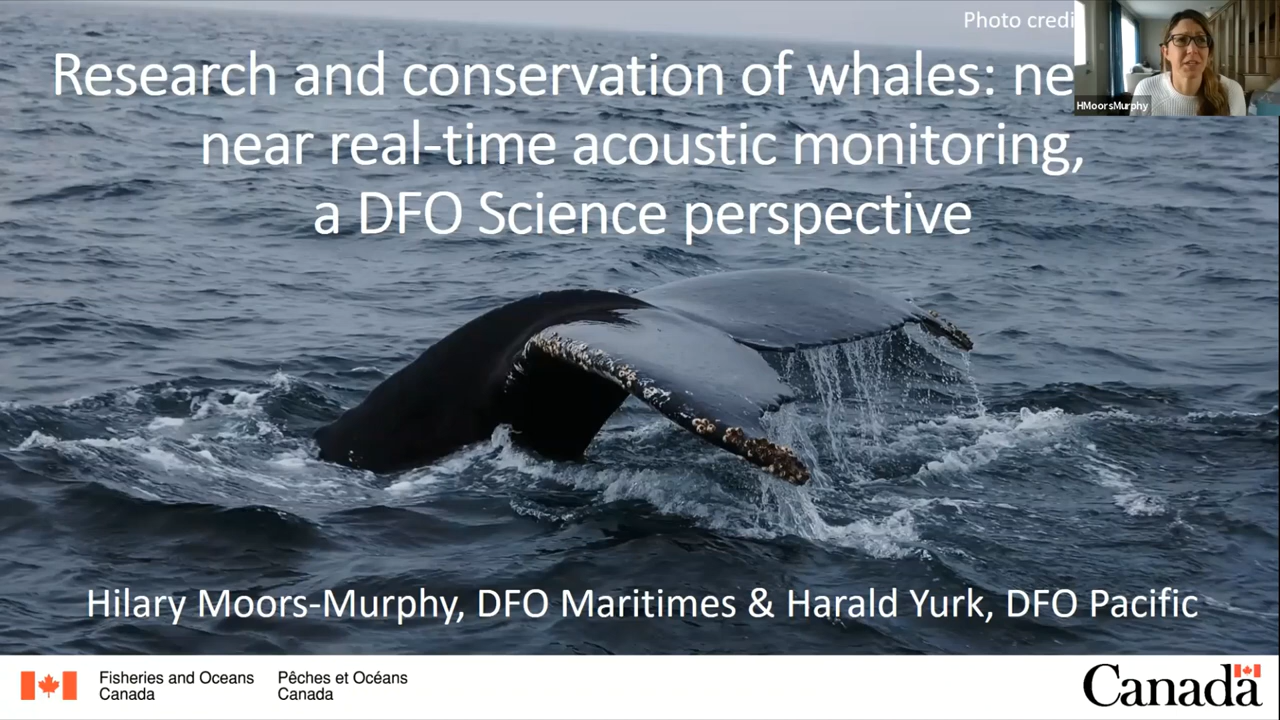 Photo credi
Research and conservation of whales: ne
near real-time acoustic monitoring,
a DFO Science perspective
HMoorsMurphy
Hilary Moors-Murphy, DFO Maritimes & Harald Yurk, DFO Pacific
Fisheries and Oceans
Canada
Pêches et Océans
Canada
Canada